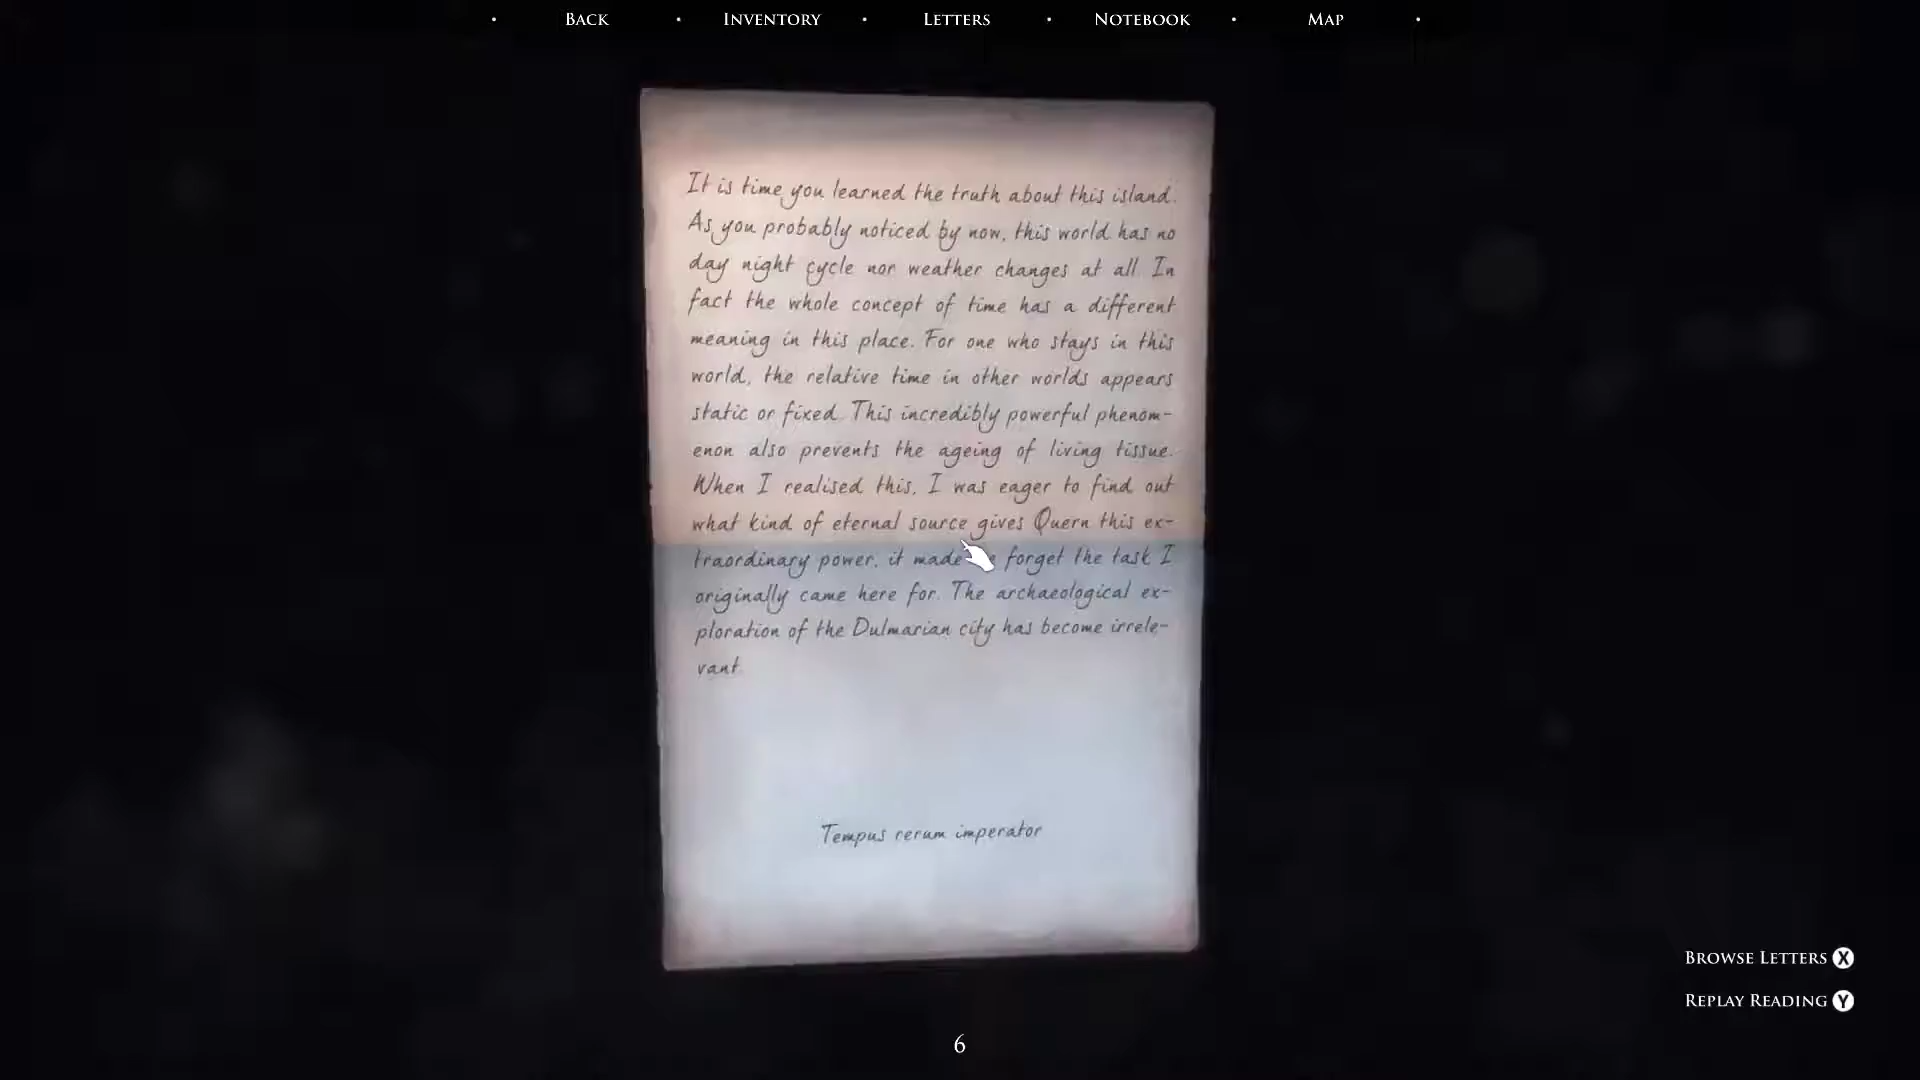 Back Inventory Letters Notebook Map
It is time you learned the truth about this island.
As you probably noticed by now, this world has no
day night cycle nor weather changes at all. In
fact the whole concept of time has a different
meaning in this place. For one who stays in this
world, the relative time in other worlds appears
static or fixed. This incredibly powerful phenom-
enon also prevents the ageing of living tissue.
When I realised this, I was eager to find out
what kind of eternal source gives Quern this ex-
traordinary power, it made forget the task I
originally came here for. The archaeological ex-
ploration of the Dulmarian city has become irrele-
vant.
Tempus rerum imperator
Browse Letters X
Replay Reading Y
6